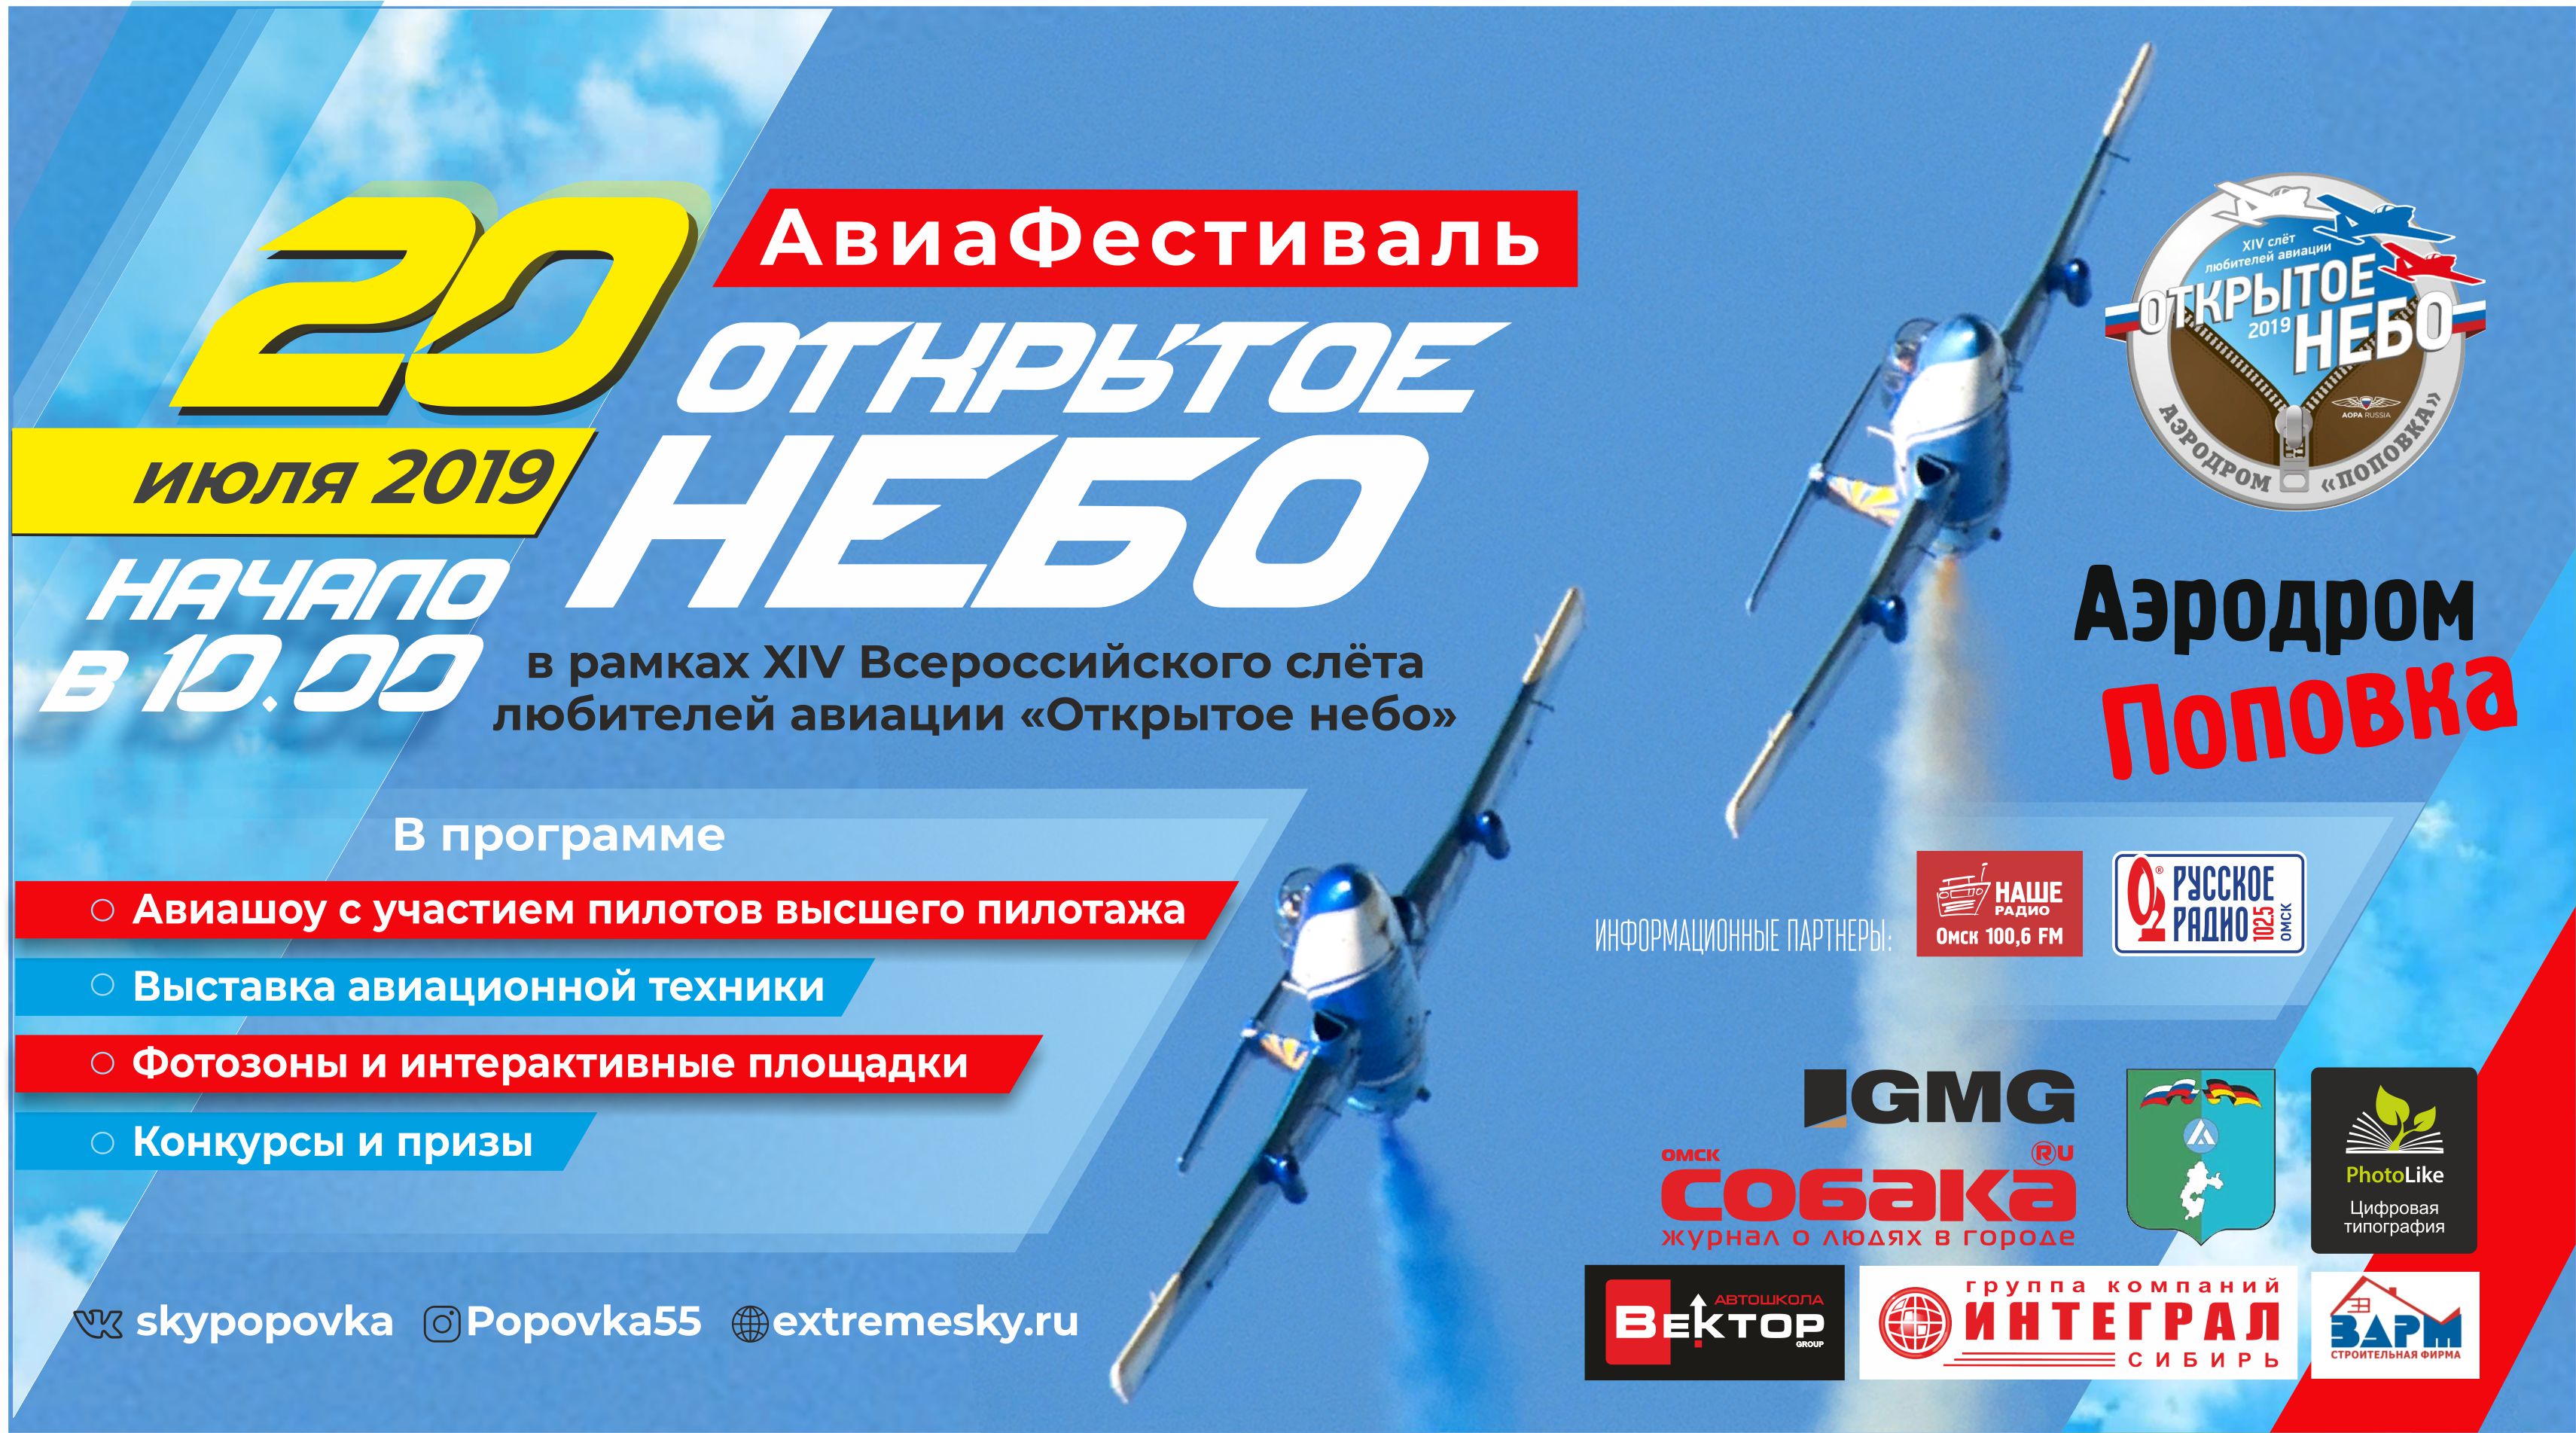 20
июля 2019
НАЧАЛО
В 10.00
АвиаФестиваль
ОТКРЫТОЕ
НЕБО
в рамках XIV Всероссийского слёта
любителей авиации «Открытое небо»
В программе
Авиашоу с участием пилотов высшего пилотажа
Выставка авиационной техники
Фотозоны и интерактивные площадки
Конкурсы и призы
skypopovka Popovka55 extremesky.ru
XIV слёт
любителей авиации
ОТКРЫТОЕ
2019 НЕБО
AOPA RUSSIA
АЭРОДРОМ «ПОПОВКА»
Аэродром
Поповка
ИНФОРМАЦИОННЫЕ ПАРТНЕРЫ:
НАШЕ
РАДИО
Омск 100,6 FM
РУССКОЕ
РАДИО
102.5
ОМСК
GMG
ОМСК
®RU
СОБАКА
журнал о людях в городе
PhotoLike
Цифровая
типография
АВТОШКОЛА
ВЕКТОР
GROUP
группа компаний
ИНТЕГРАЛ
СИБИРЬ
ЗАРМ
СТРОИТЕЛЬНАЯ ФИРМА